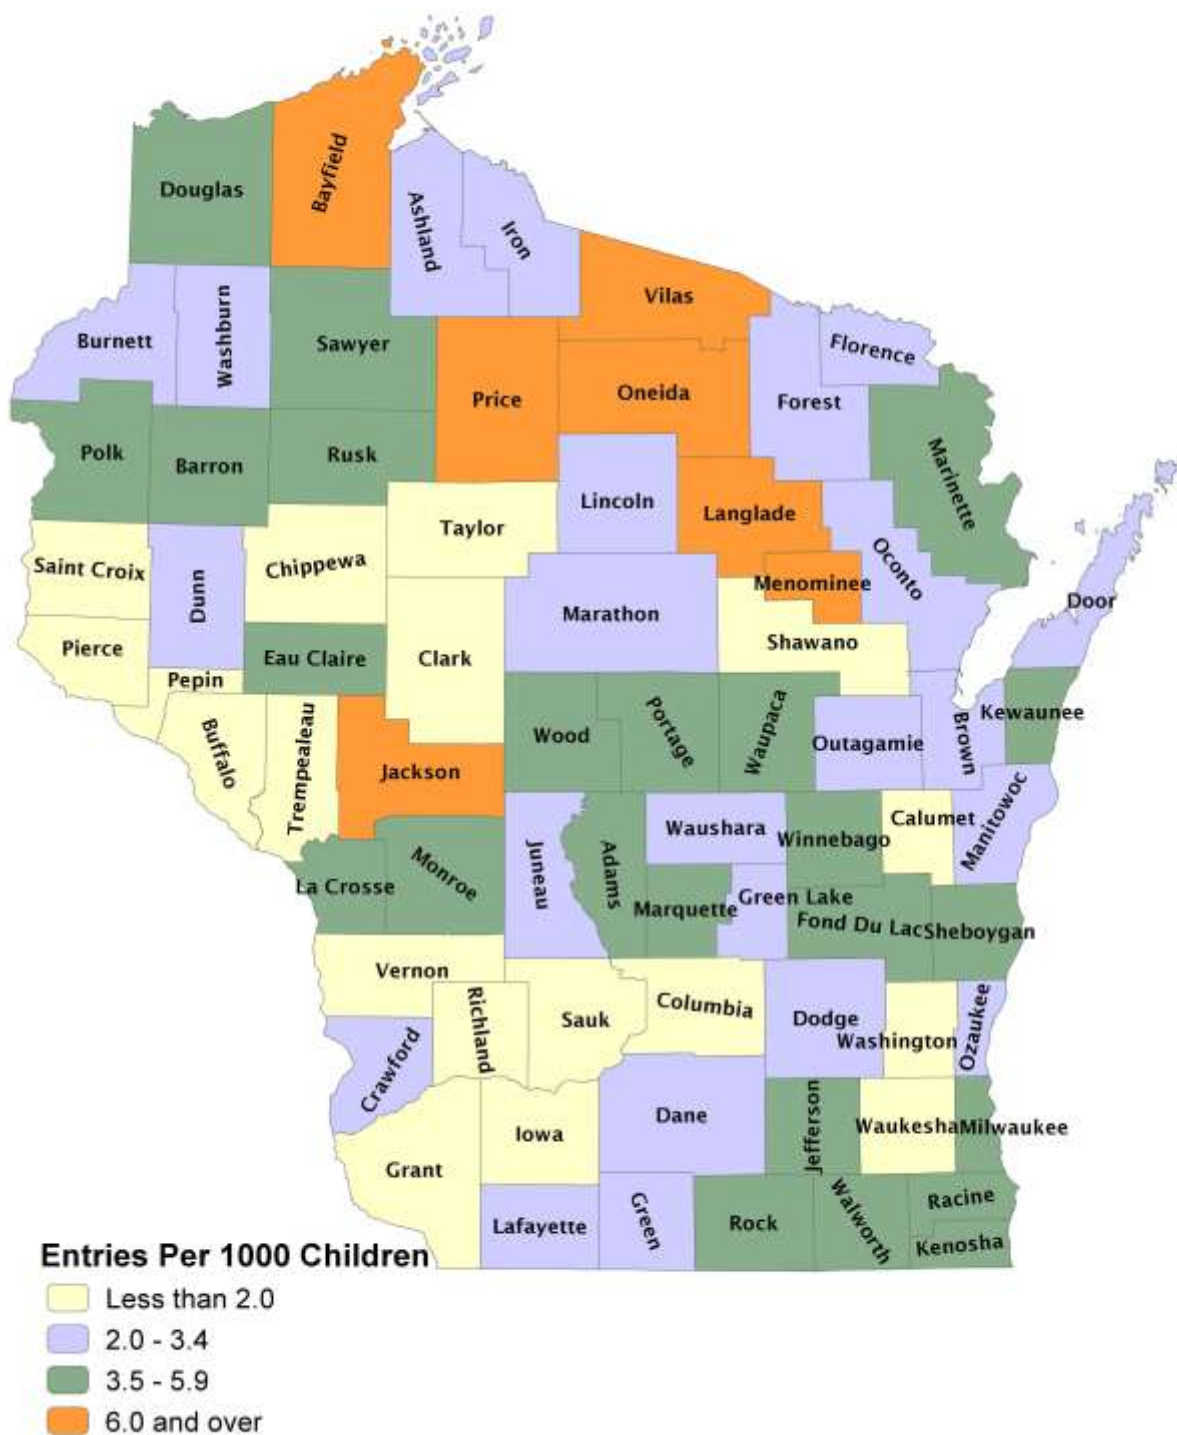 Bayfield
Douglas
Ashland
Iron
Vilas
Burnett
Washburn
Sawyer
Florence
Price
Oneida
Forest
Polk
Barron
Rusk
Marinette
Lincoln
Langlade
Taylor
Saint Croix
Chippewa
Oconto
Dunn
Menominee
Door
Marathon
Pierce
Shawano
Eau Claire
Clark
Pepin
Kewaunee
Buffalo
Trempealeau
Wood
Portage
Waupaca
Outagamie
Brown
Jackson
Manitowoc
Calumet
Waushara
Winnebago
Juneau
Adams
La Crosse
Monroe
Green Lake
Marquette
Fond Du Lac
Sheboygan
Vernon
Richland
Sauk
Columbia
Dodge
Ozaukee
Washington
Crawford
Dane
Jefferson
Waukesha
Milwaukee
Iowa
Grant
Lafayette
Green
Rock
Walworth
Racine
Kenosha
Entries Per 1000 Children
Less than 2.0
2.0 - 3.4
3.5 - 5.9
6.0 and over